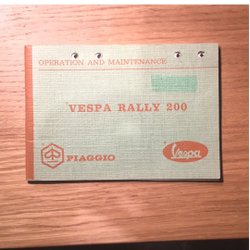 OPERATION AND MAINTENANCE
VESPA RALLY 200
PIAGGIO
Vespa